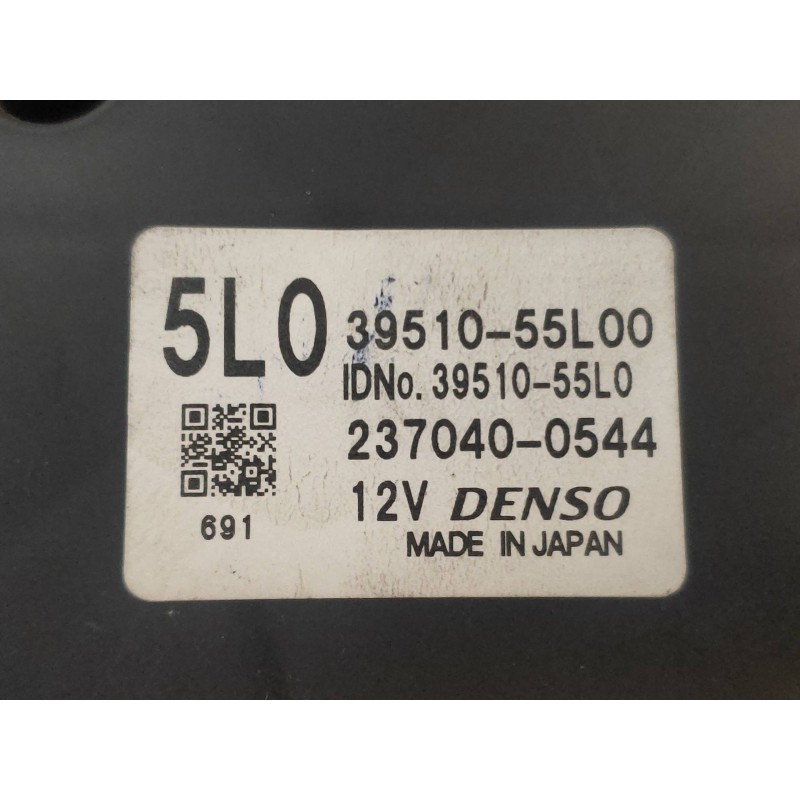 5L0
39510-55L00
IDNo. 39510-55L0
237040-0544
12V DENSO
MADE IN JAPAN
691